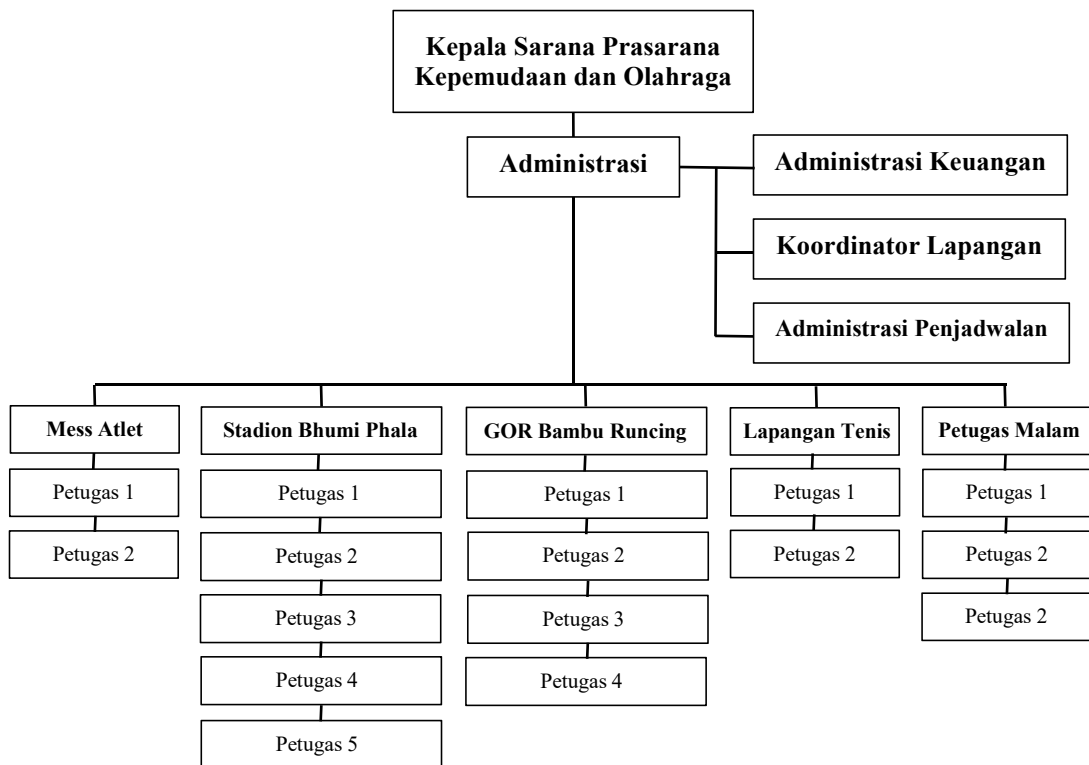 Kepala Sarana Prasarana
Kepemudaan dan Olahraga
Administrasi
Administrasi Keuangan
Koordinator Lapangan
Administrasi Penjadwalan
Mess Atlet
Petugas 1
Petugas 2
Stadion Bhumi Phala
Petugas 1
Petugas 2
Petugas 3
Petugas 4
Petugas 5
GOR Bambu Runcing
Petugas 1
Petugas 2
Petugas 3
Petugas 4
Lapangan Tenis
Petugas 1
Petugas 2
Petugas Malam
Petugas 1
Petugas 2
Petugas 2